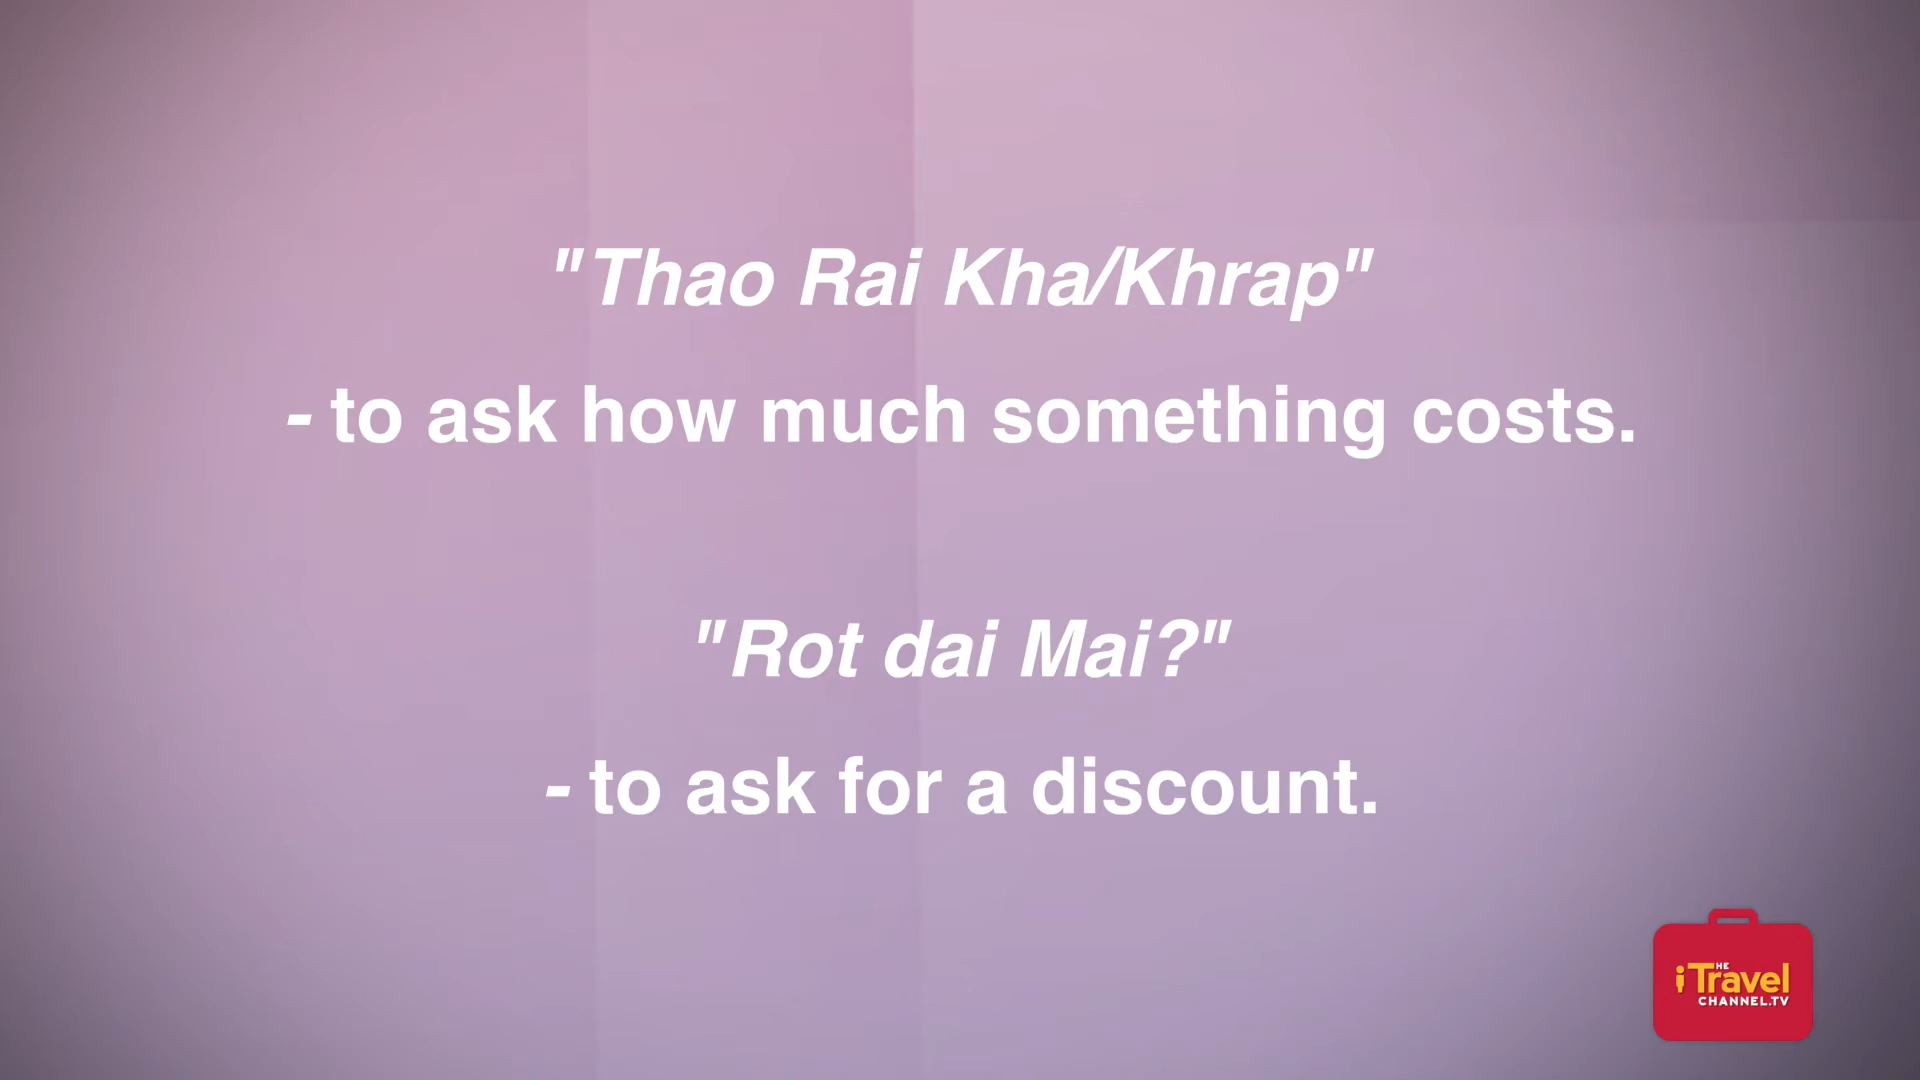 "Thao Rai Kha/Khrap"
- to ask how much something costs.
"Rot dai Mai?"
- to ask for a discount.
THE
iTravel
CHANNEL.TV